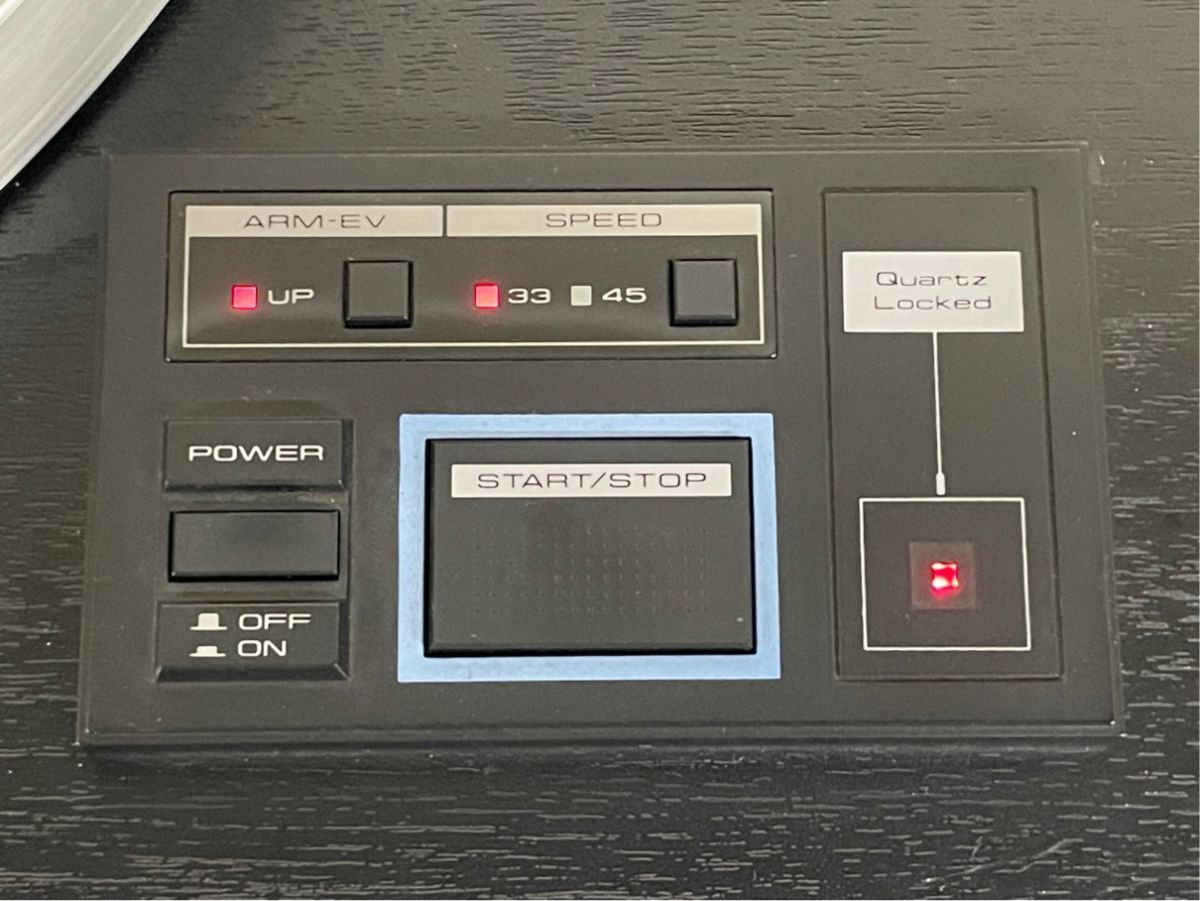 ARM-EV
SPEED
UP
33
45
Quartz
Locked
POWER
START/STOP
OFF
ON